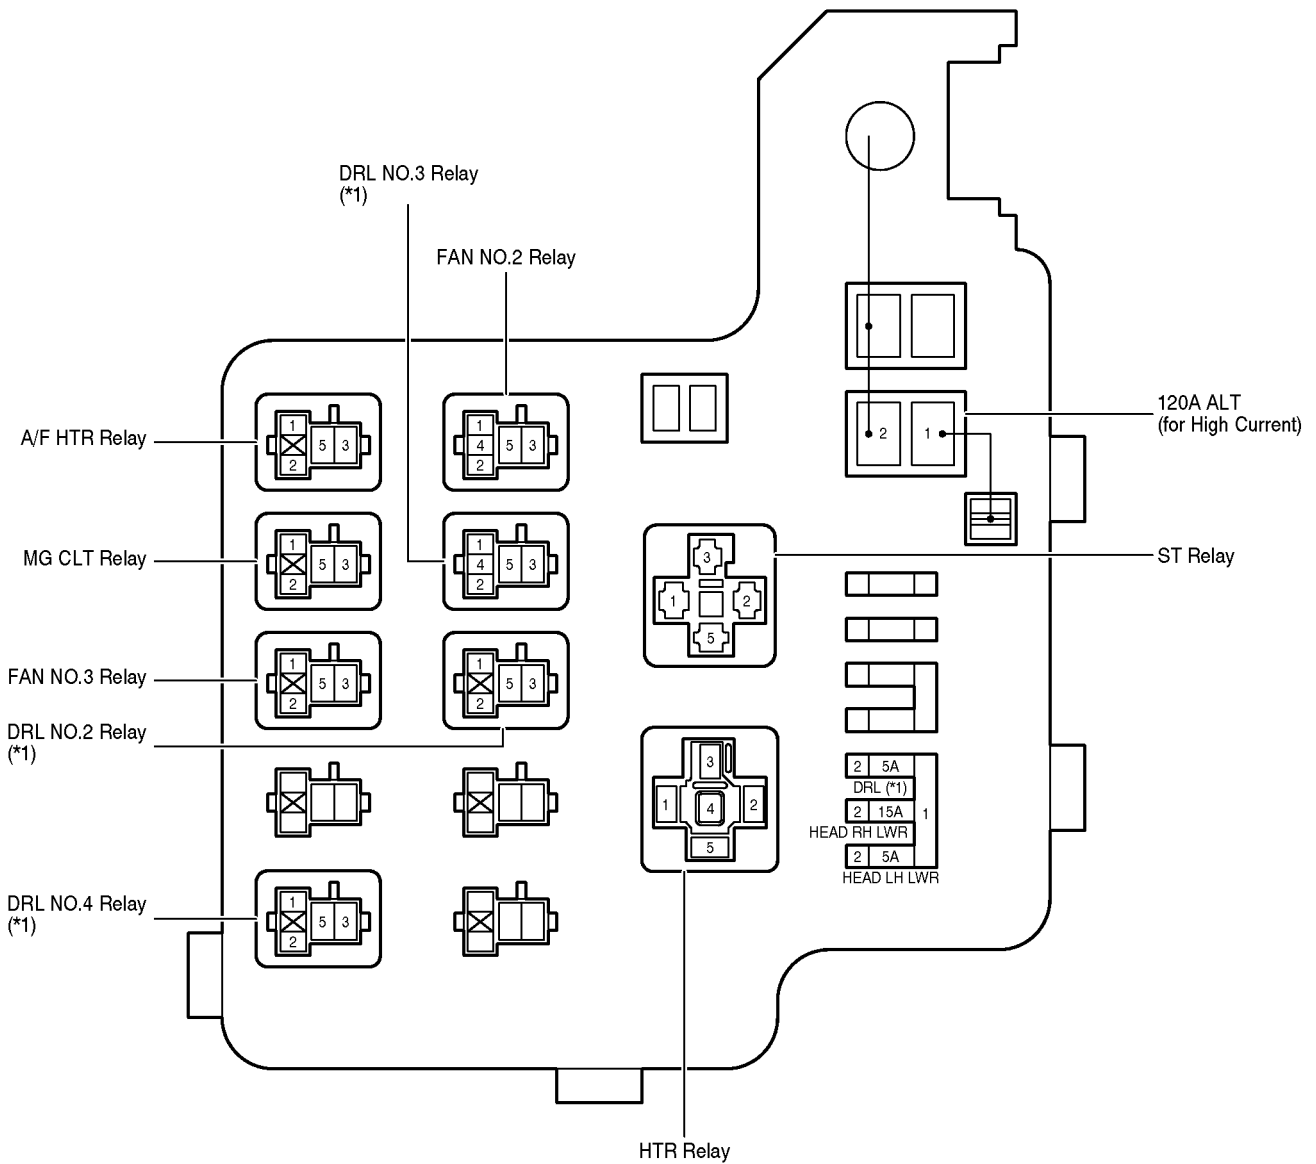 DRL NO.3 Relay
(*1)
FAN NO.2 Relay
120A ALT
(for High Current)
2 1
A/F HTR Relay
1
5 3
2
1
4 5 3
2
MG CLT Relay
1
5 3
2
1
4 5 3
2
ST Relay
3
1 2
5
FAN NO.3 Relay
1
5 3
2
1
5 3
2
DRL NO.2 Relay
(*1)
3
1 4 2
5
2 5A
DRL (*1)
2 15A 1
HEAD RH LWR
2 5A
HEAD LH LWR
DRL NO.4 Relay
(*1)
1
5 3
2
HTR Relay